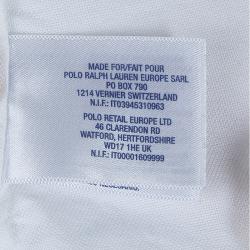 MADE FOR/FAIT POUR
POLO RALPH LAUREN EUROPE SARL
PO BOX 790
1214 VERNIER SWITZERLAND
N.I.F.: IT03945310963
POLO RETAIL EUROPE LTD
46 CLARENDON RD
WATFORD, HERTFORDSHIRE
WD17 1HE UK
N.I.F.: IT00001609999